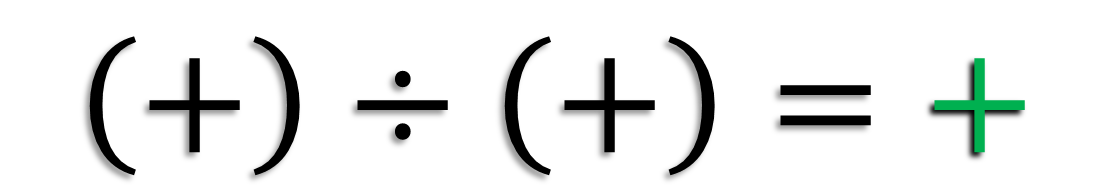 (+) ÷ (+) = +